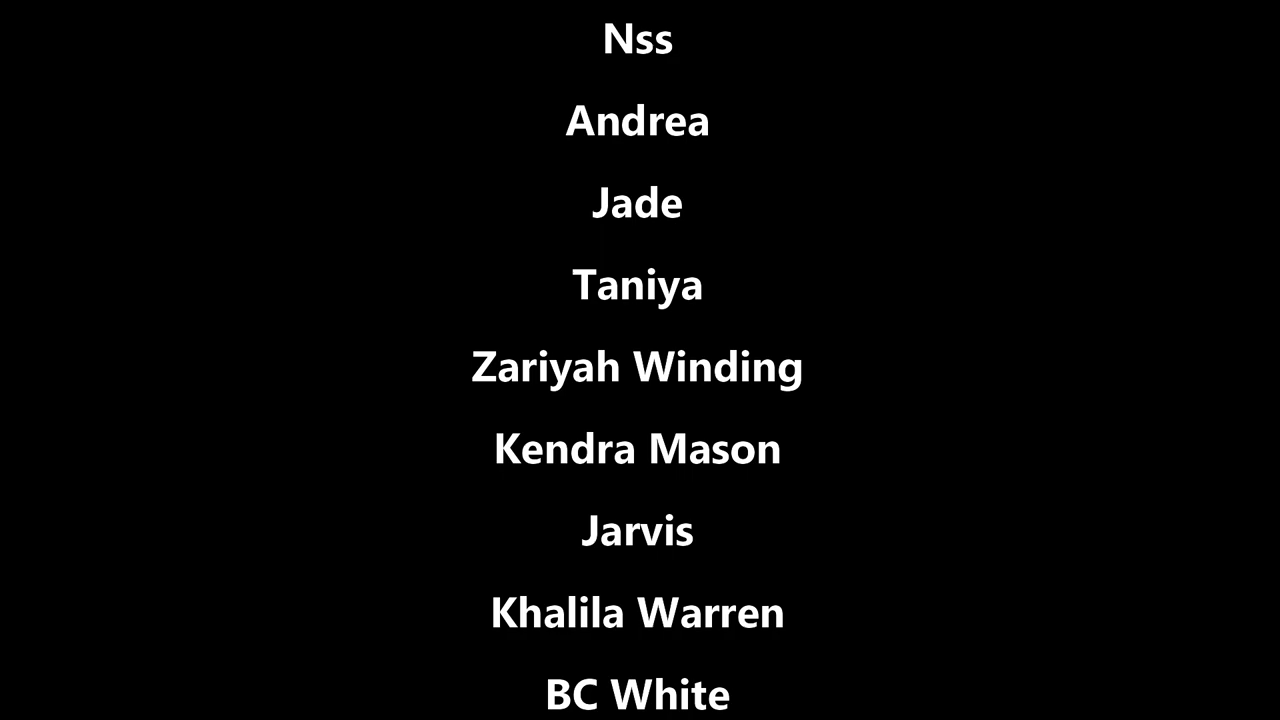 Nss
Andrea
Jade
Taniya
Zariyah Winding
Kendra Mason
Jarvis
Khalila Warren
BC White